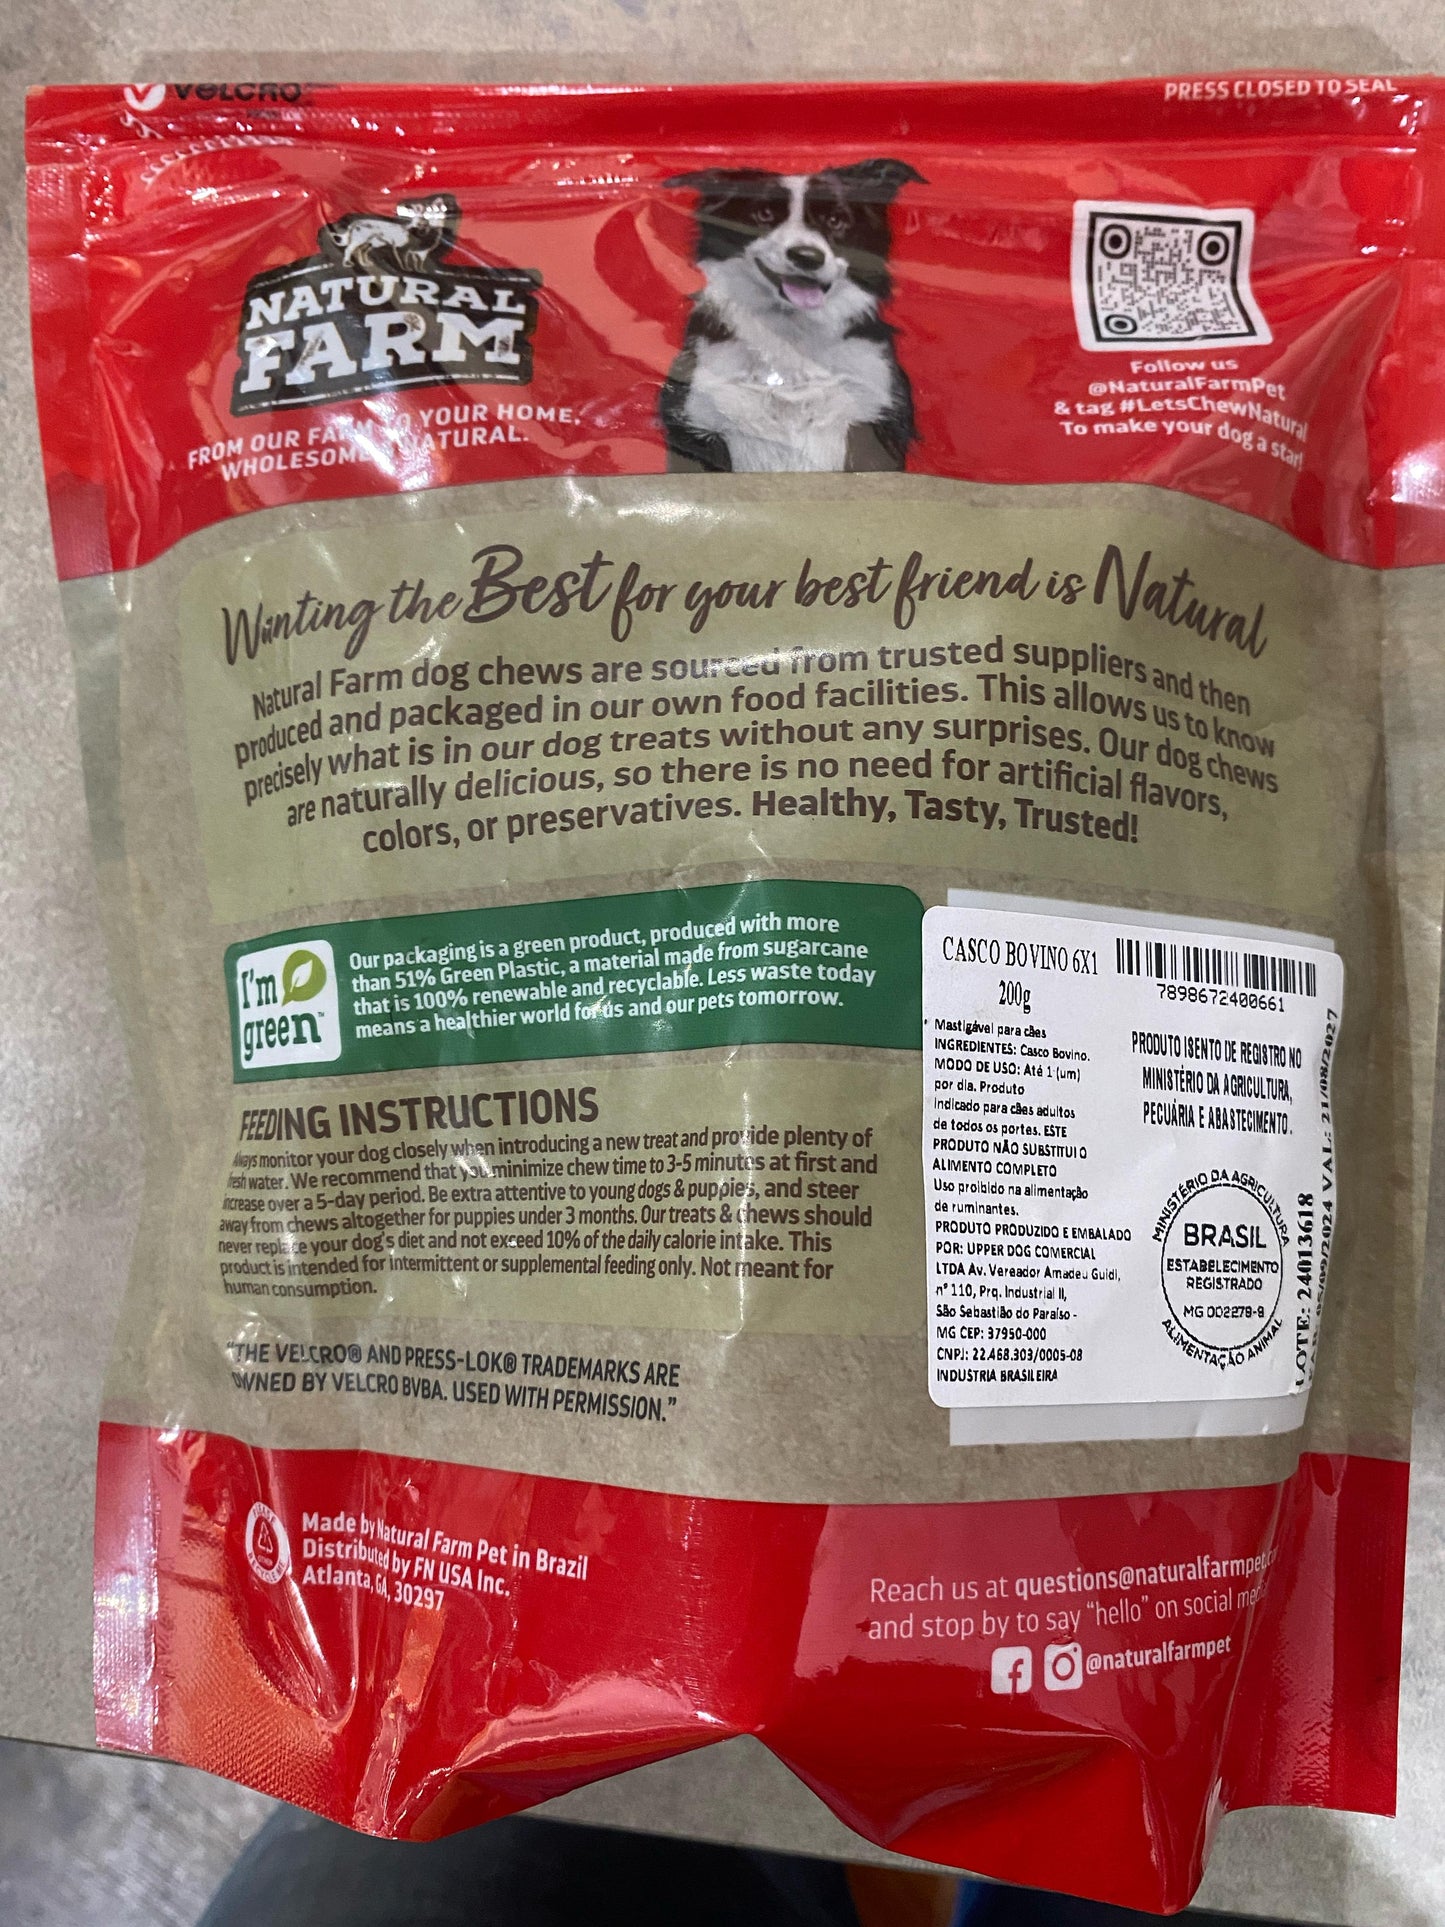 VELCRO
PRESS CLOSED TO SEAL
NATURAL
FARM
FROM OUR FARM TO YOUR HOME.
WHOLESOME NATURAL.
Follow us
@NaturalFarmPet
& tag #LetsChewNatural
To make your dog a star!
Wanting the Best for your best friend is Natural
Natural Farm dog chews are sourced from trusted suppliers and then
produced and packaged in our own food facilities. This allows us to know
precisely what is in our dog treats without any surprises. Our dog chews
are naturally delicious, so there is no need for artificial flavors,
colors, or preservatives. Healthy, Tasty, Trusted!
I'm
green™
Our packaging is a green product, produced with more
than 51% Green Plastic, a material made from sugarcane
that is 100% renewable and recyclable. Less waste today
means a healthier world for us and our pets tomorrow.
FEEDING INSTRUCTIONS
Always monitor your dog closely when introducing a new treat and provide plenty of
fresh water. We recommend that you minimize chew time to 3-5 minutes at first and
increase over a 5-day period. Be extra attentive to young dogs & puppies, and steer
away from chews altogether for puppies under 3 months. Our treats & chews should
never replace your dog's diet and not exceed 10% of the daily calorie intake. This
product is intended for intermittent or supplemental feeding only. Not meant for
human consumption.
"THE VELCRO® AND PRESS-LOK® TRADEMARKS ARE
OWNED BY VELCRO BVBA. USED WITH PERMISSION."
CASCO BOVINO 6X1
200g
7898672400661
Mastigável para cães
INGREDIENTES: Casco Bovino.
MODO DE USO: Até 1 (um)
por dia. Produto
indicado para cães adultos
de todos os portes. ESTE
PRODUTO NÃO SUBSTITUI O
ALIMENTO COMPLETO
Uso proibido na alimentação
de ruminantes.
PRODUTO PRODUZIDO E EMBALADO
POR: UPPER DOG COMERCIAL
LTDA Av. Vereador Amadeu Guidi,
n° 110, Prq. Industrial II,
São Sebastião do Paraíso -
MG CEP: 37950-000
CNPJ: 22.468.303/0005-08
INDUSTRIA BRASILEIRA
PRODUTO ISENTO DE REGISTRO NO
MINISTÉRIO DA AGRICULTURA,
PECUÁRIA E ABASTECIMENTO.
MINISTÉRIO DA AGRICULTURA
BRASIL
ESTABELECIMENTO
REGISTRADO
MG 002278-9
ALIMENTAÇÃO ANIMAL
LOTE: 24013618
FAB: 05/09/2024 VAL: 21/08/2027
Made by Natural Farm Pet in Brazil
Distributed by FN USA Inc.
Atlanta, GA, 30297
Reach us at
and stop by to say "hello" on social
@naturalfarmpet